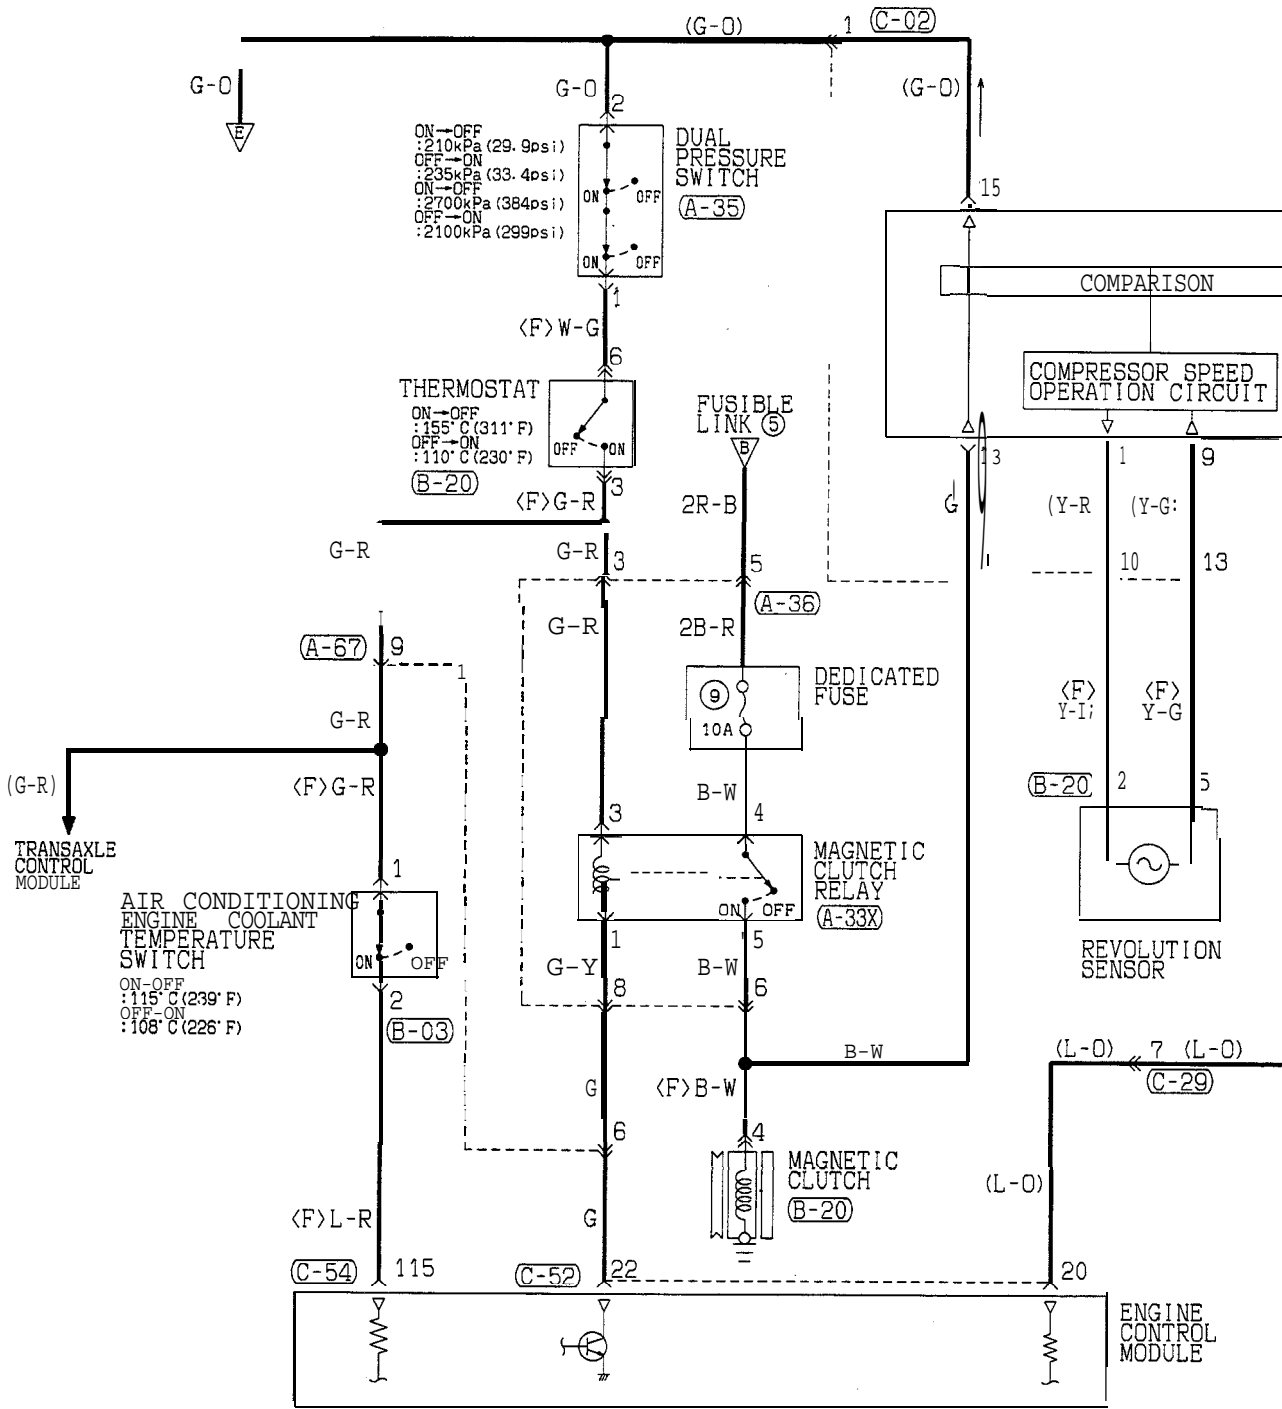 (G-O)
1
C-02
G-O
E
G-O
2
(G-O)
15
ON→OFF
:210kPa(29.9psi)
OFF→ON
:235kPa(33.4psi)
ON→OFF
:2700kPa(384psi)
OFF→ON
:2100kPa(299psi)
ON
OFF
ON
OFF
DUAL
PRESSURE
SWITCH
A-35
1
<F>W-G
6
COMPARISON
COMPRESSOR SPEED
OPERATION CIRCUIT
THERMOSTAT
ON→OFF
:155°C(311°F)
OFF→ON
:110°C(230°F)
B-20
OFF
ON
3
<F>G-R
FUSIBLE
LINK 5
B
2R-B
13
G
1
9
(Y-R
(Y-G:
G-R
G-R
3
5
10
13
A-36
G-R
2B-R
A-67
9
1
9
10A
DEDICATED
FUSE
<F>
Y-I;
<F>
Y-G
G-R
(G-R)
<F>G-R
B-W
B-20
2
5
3
4
TRANSAXLE
CONTROL
MODULE
1
MAGNETIC
CLUTCH
RELAY
A-33X
ON
OFF
AIR CONDITIONING
ENGINE COOLANT
TEMPERATURE
SWITCH
ON-OFF
:115°C(239°F)
OFF-ON
:108°C(226°F)
ON
OFF
2
B-03
1
5
G-Y
B-W
8
6
REVOLUTION
SENSOR
B-W
(L-O)
7
(L-O)
C-29
G
<F>B-W
6
4
MAGNETIC
CLUTCH
B-20
(L-O)
<F>L-R
G
C-54
115
C-52
22
20
ENGINE
CONTROL
MODULE